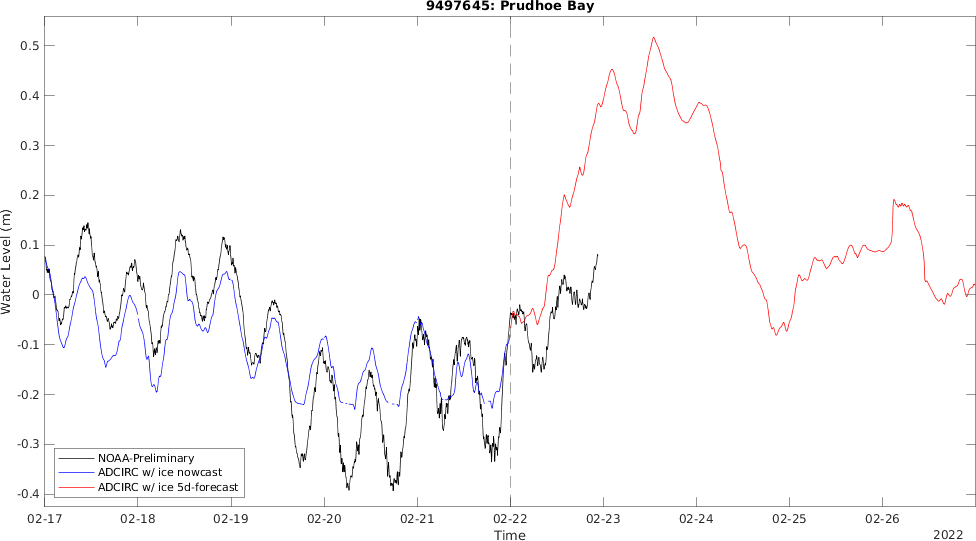 9497645: Prudhoe Bay
0.5
0.4
0.3
0.2
0.1
0
-0.1
-0.2
-0.3
-0.4
Water Level (m)
NOAA-Preliminary
ADCIRC w/ ice nowcast
ADCIRC w/ ice 5d-forecast
02-17 02-18 02-19 02-20 02-21 02-22 02-23 02-24 02-25 02-26
Time
2022